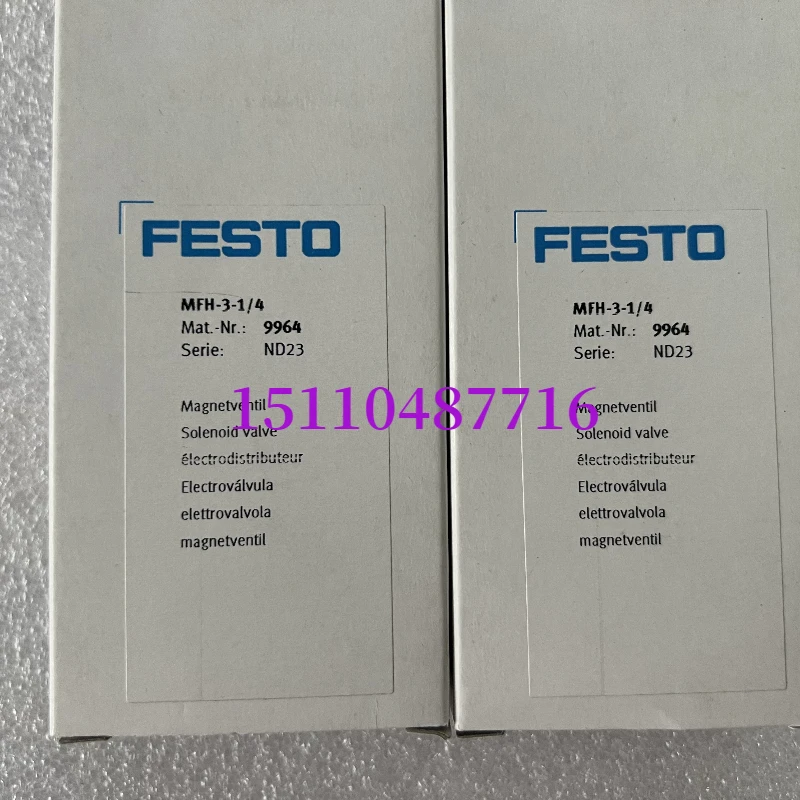 FESTO
MFH-3-1/4
Mat.-Nr.: 9964
Serie: ND23
Magnetventil
Solenoid valve
électrodistributeur
Electroválvula
elettrovalvola
magnetventil
FESTO
MFH-3-1/4
Mat.-Nr.: 9964
Serie: ND23
Magnetventil
Solenoid valve
électrodistributeur
Electroválvula
elettrovalvola
magnetventil
15110487716